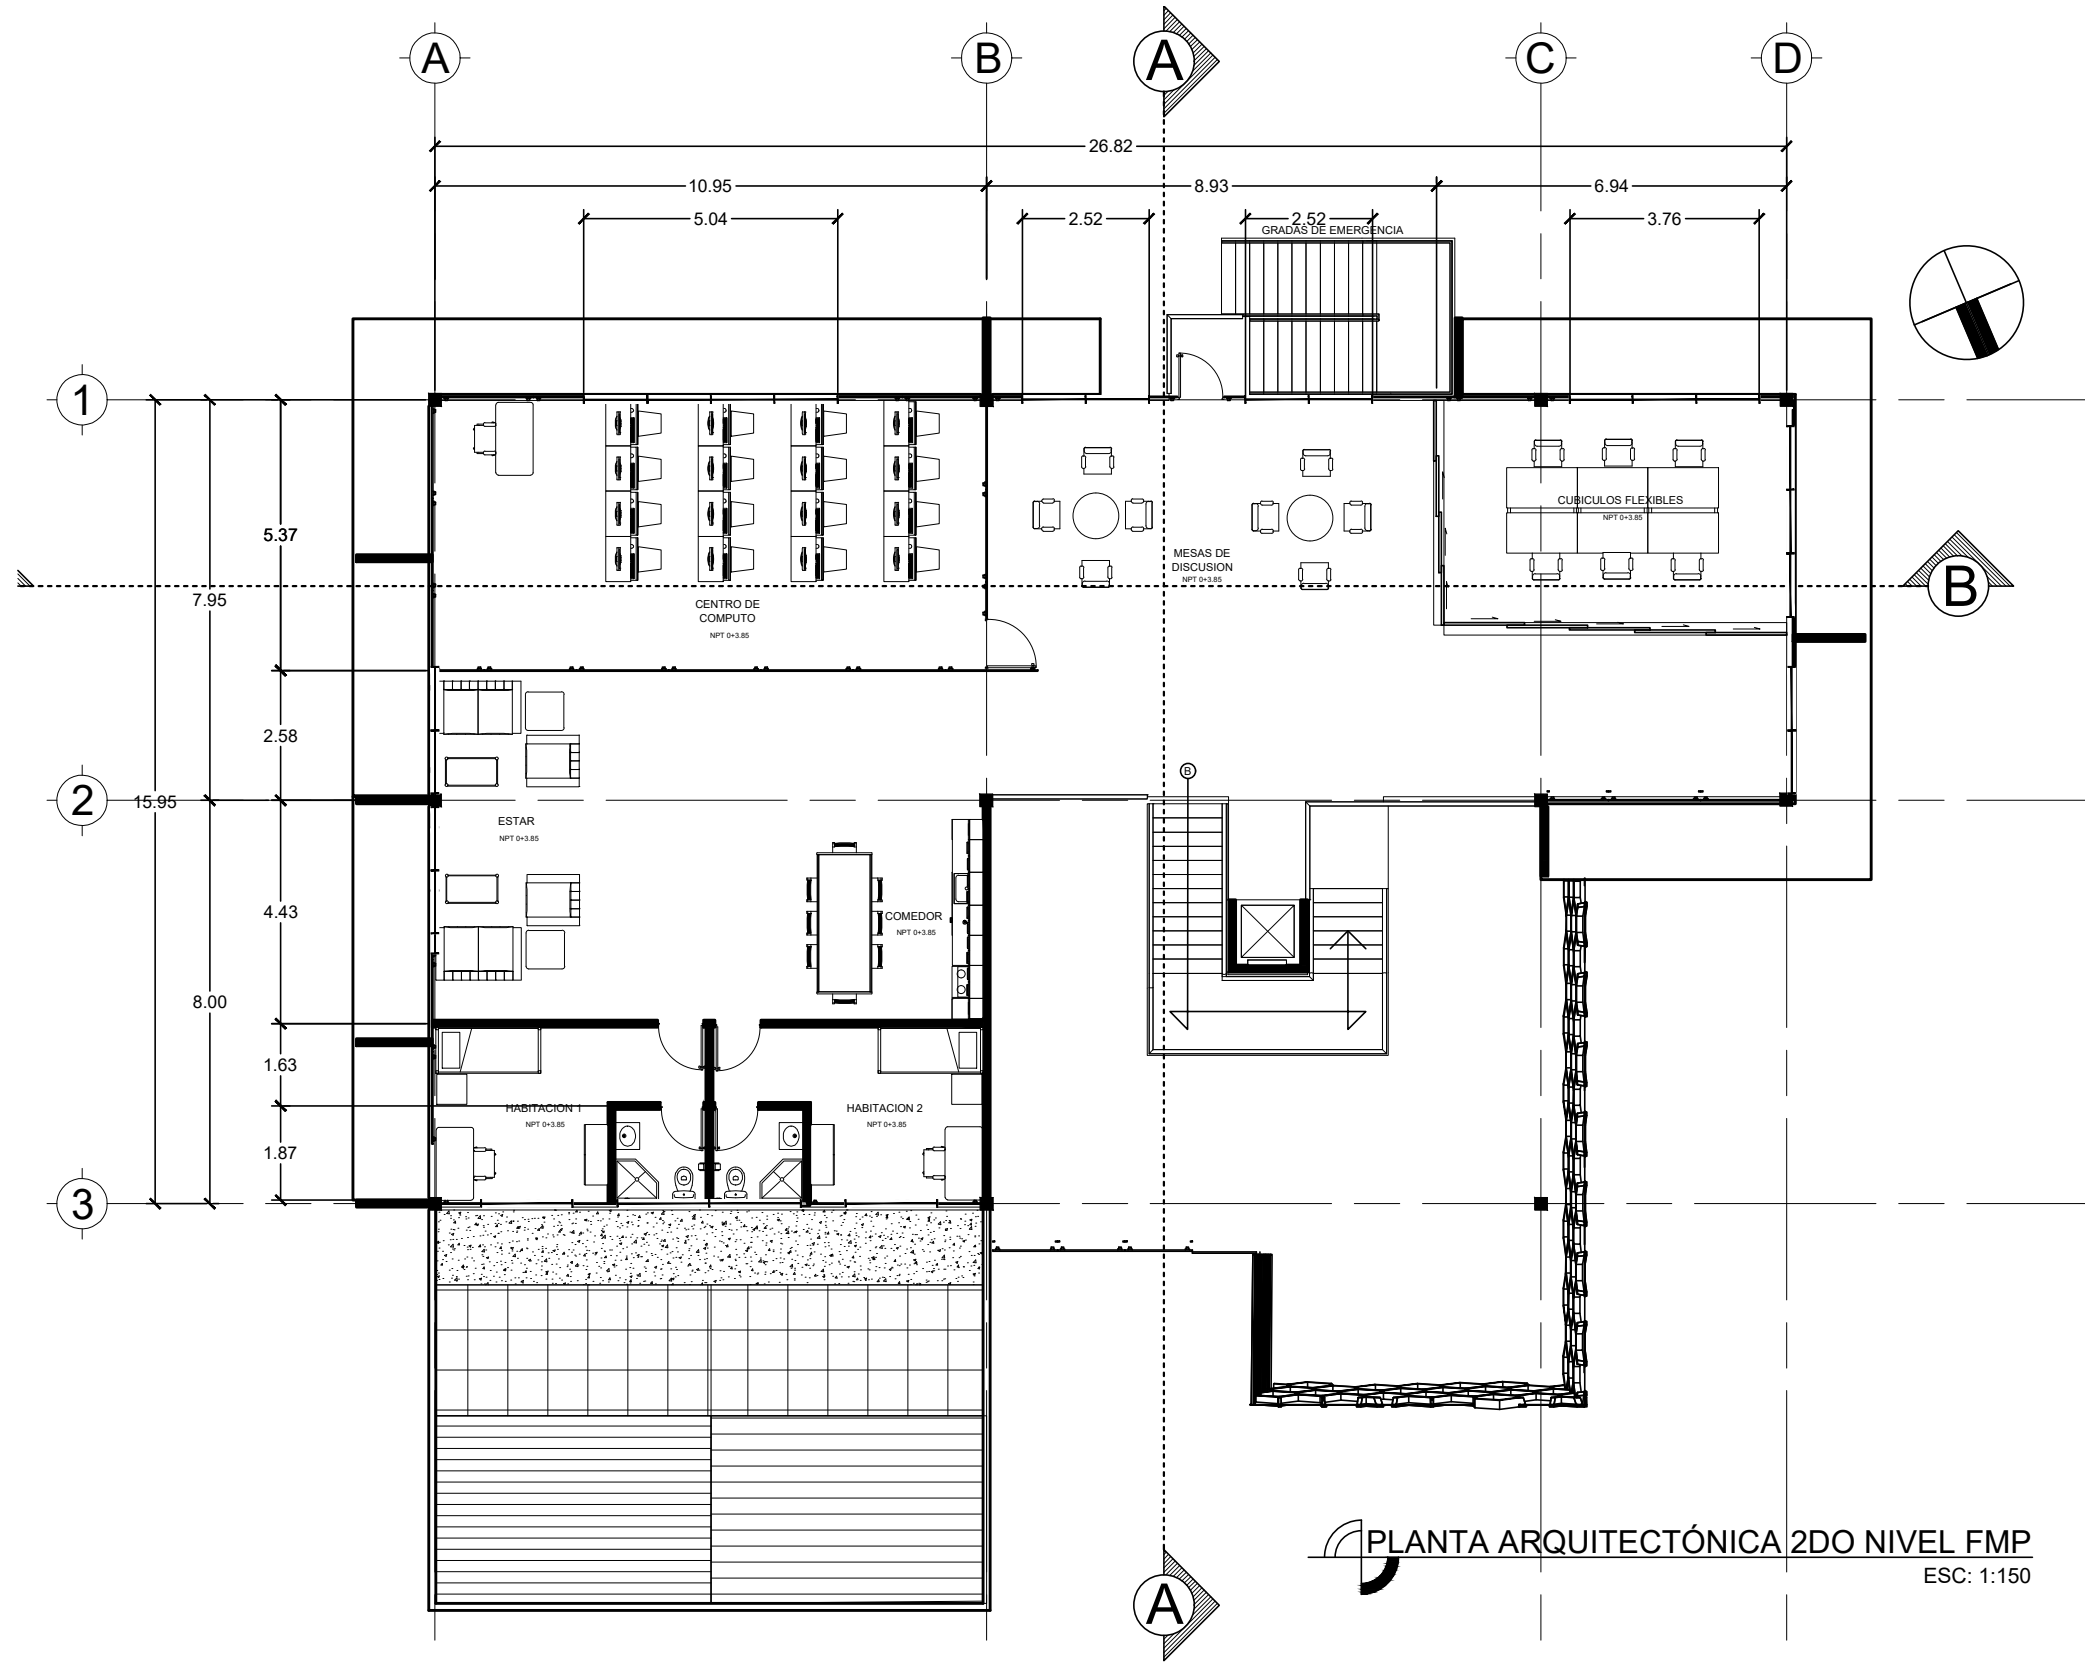 A
B
A
C
D
26.82
10.95
8.93
6.94
5.04
2.52
2.52
3.76
GRADAS DE EMERGENCIA
1
5.37
CUBICULOS FLEXIBLES
NPT 0+3.85
MESAS DE
DISCUSION
NPT 0+3.85
B
7.95
CENTRO DE
COMPUTO
NPT 0+3.85
2.58
B
2
15.95
ESTAR
NPT 0+3.85
4.43
COMEDOR
NPT 0+3.85
8.00
1.63
HABITACION 1
NPT 0+3.85
HABITACION 2
NPT 0+3.85
1.87
3
PLANTA ARQUITECTÓNICA 2DO NIVEL FMP
ESC: 1:150
A